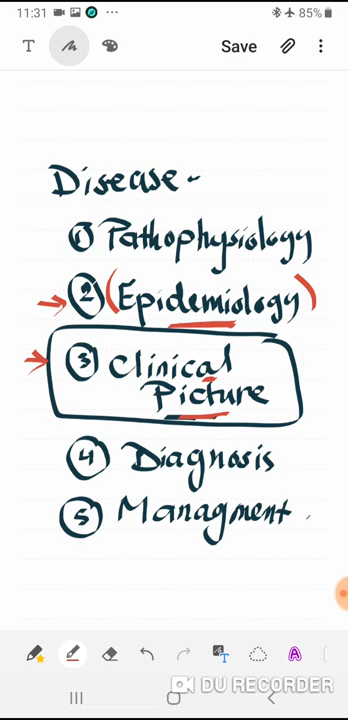 11:31
85%
T
Save
Disease -
① Pathophysiology
② (Epidemiology)
③ Clinical
Picture
④ Diagnosis
⑤ Managment
DU RECORDER